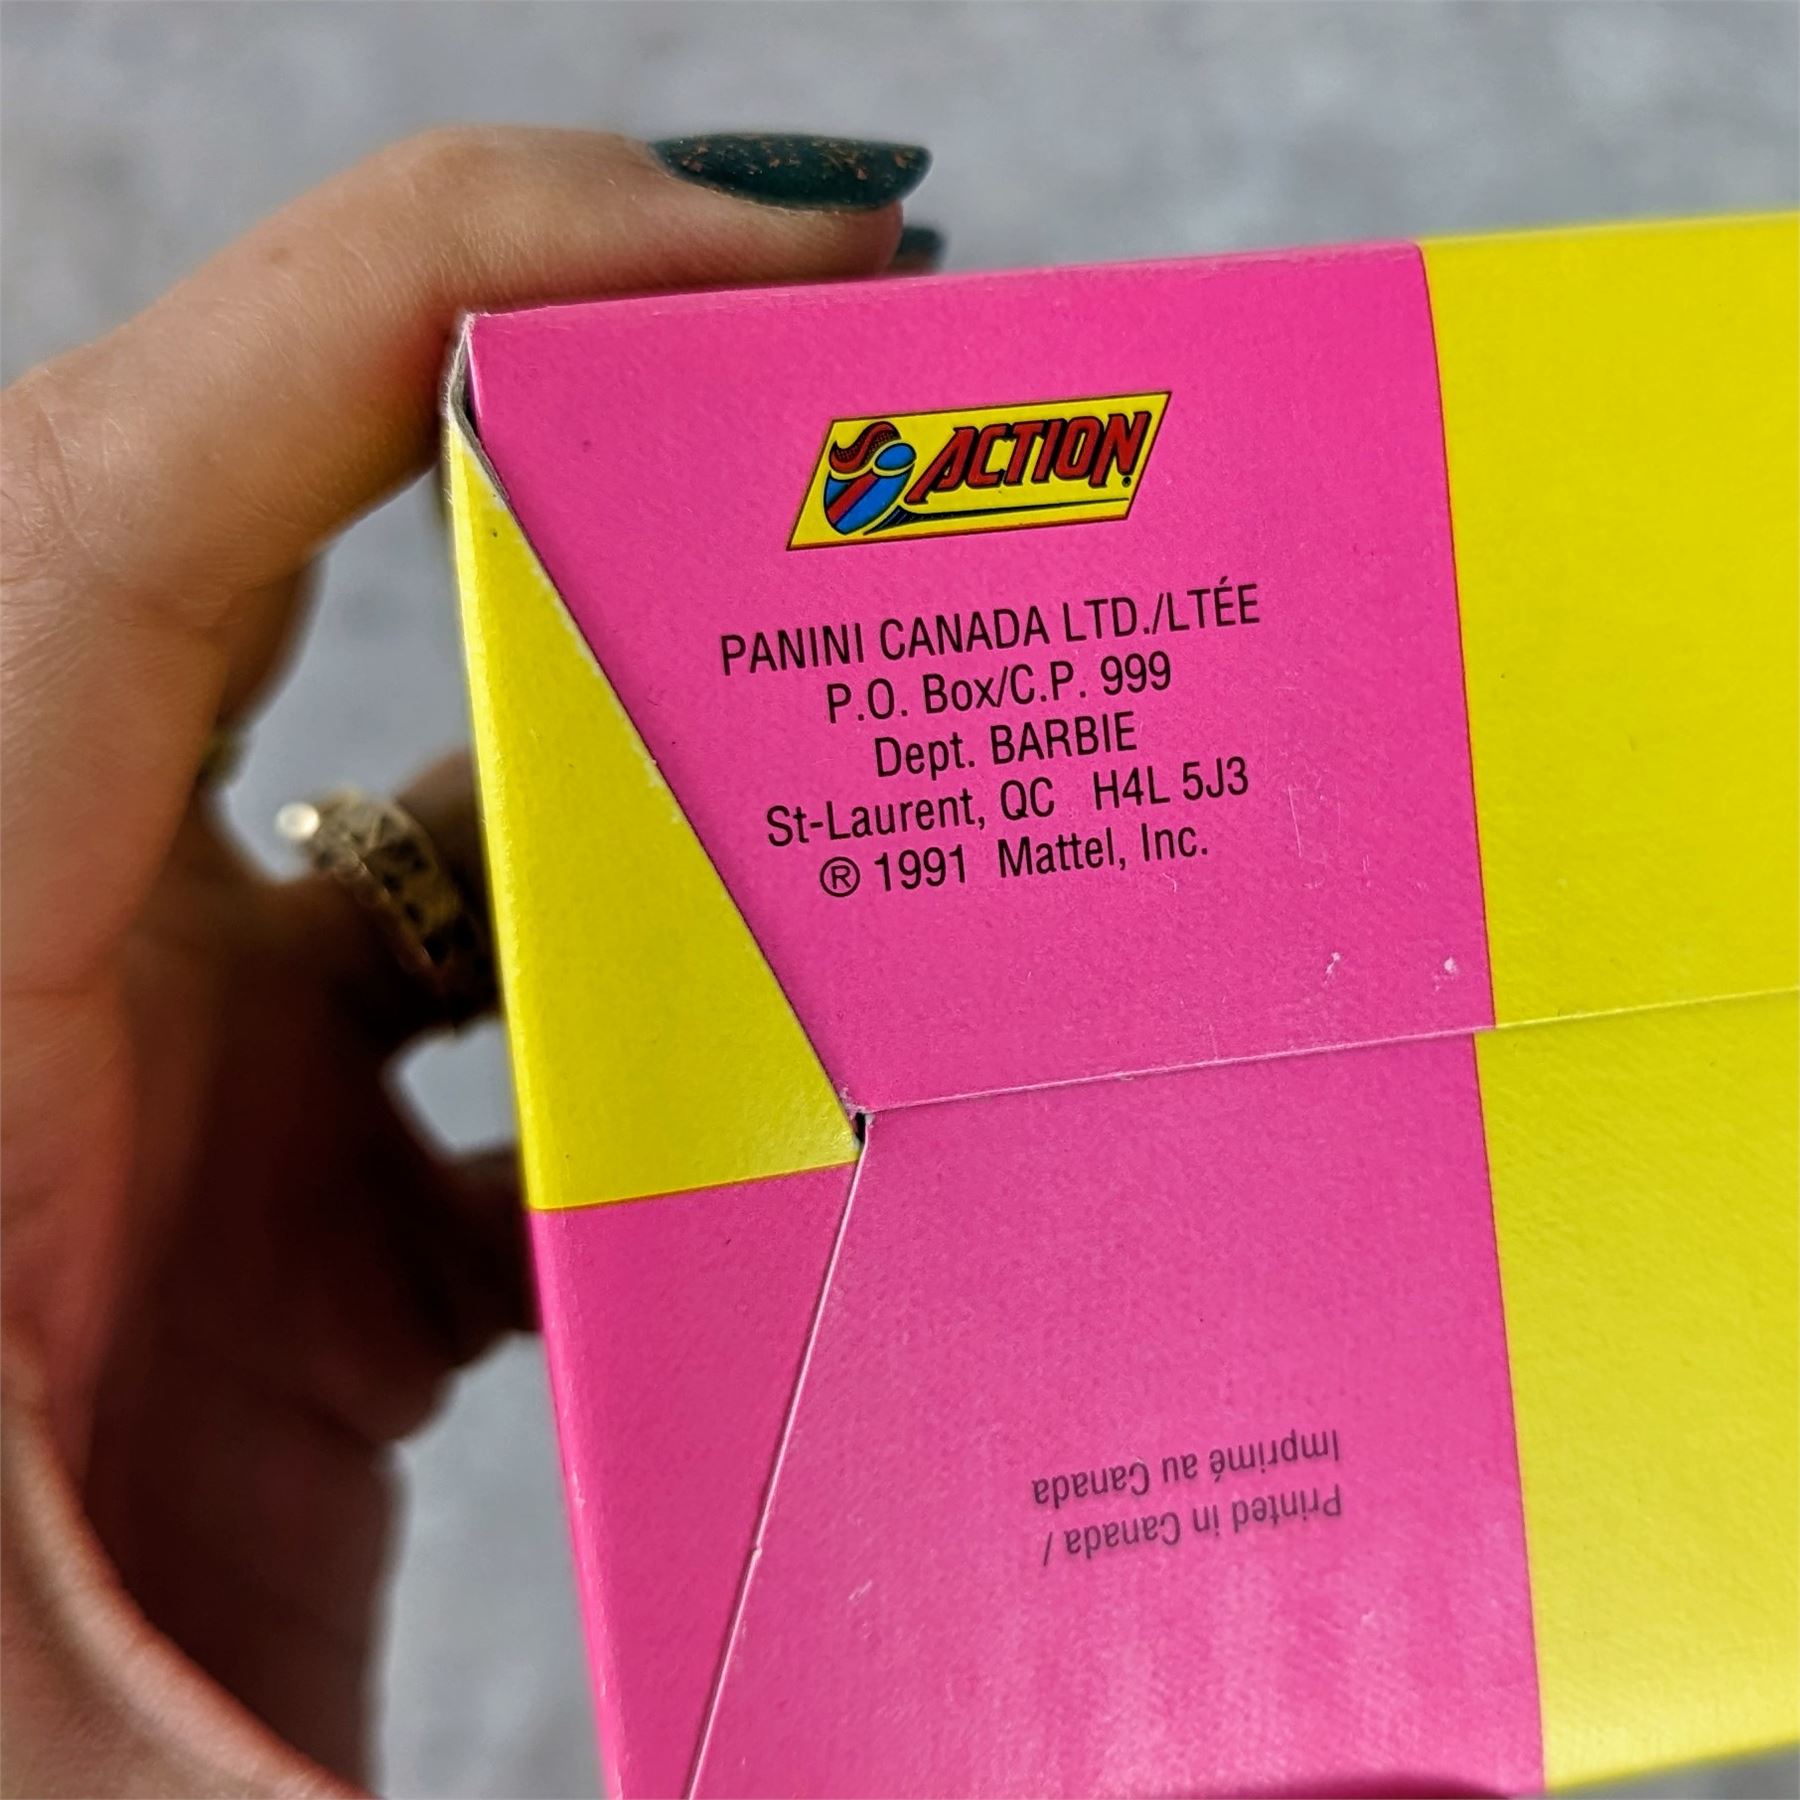 ACTION
PANINI CANADA LTD./LTÉE
P.O. Box/C.P. 999
Dept. BARBIE
St-Laurent, QC H4L 5J3
® 1991 Mattel, Inc.
Printed in Canada /
Imprimé au Canada